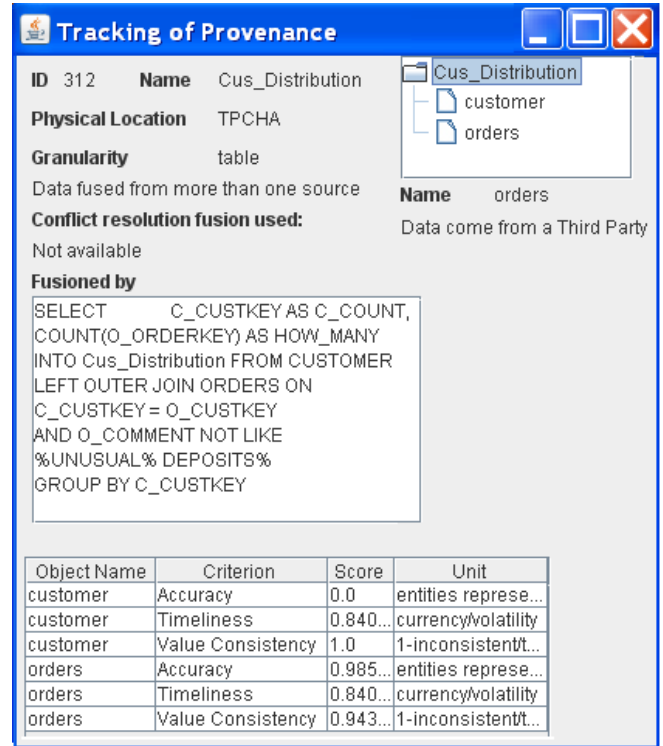 Tracking of Provenance
ID 312 Name Cus_Distribution
Physical Location TPCHA
Granularity table
Data fused from more than one source
Conflict resolution fusion used:
Not available
Fusioned by
SELECT C_CUSTKEY AS C_COUNT,
COUNT(O_ORDERKEY) AS HOW_MANY
INTO Cus_Distribution FROM CUSTOMER
LEFT OUTER JOIN ORDERS ON
C_CUSTKEY = O_CUSTKEY
AND O_COMMENT NOT LIKE
%UNUSUAL% DEPOSITS%
GROUP BY C_CUSTKEY
Cus_Distribution
customer
orders
Name orders
Data come from a Third Party
Object Name Criterion Score Unit
customer Accuracy 0.0 entities represe...
customer Timeliness 0.840... currency/volatility
customer Value Consistency 1.0 1-inconsistent/t...
orders Accuracy 0.985... entities represe...
orders Timeliness 0.840... currency/volatility
orders Value Consistency 0.943... 1-inconsistent/t...